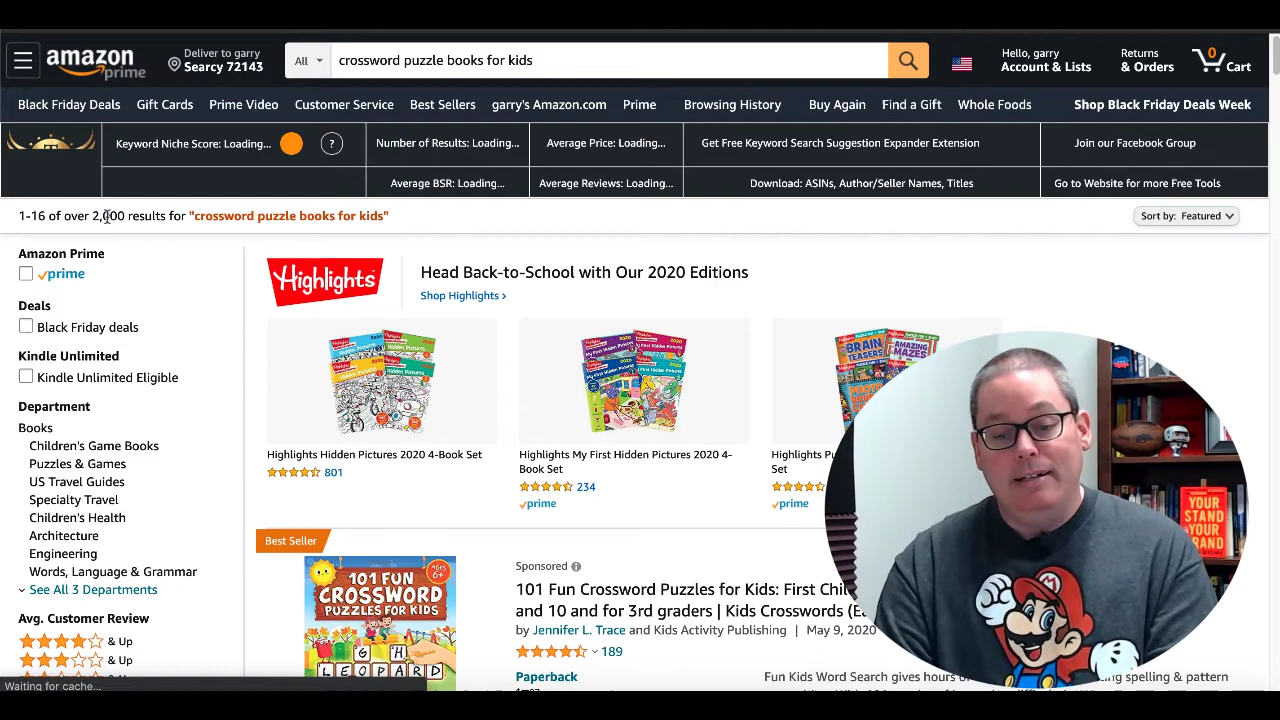 amazon
prime
Deliver to garry
Searcy 72143
All
crossword puzzle books for kids
Hello, garry
Account & Lists
Returns
& Orders
0
Cart
Black Friday Deals
Gift Cards
Prime Video
Customer Service
Best Sellers
garry's Amazon.com
Prime
Browsing History
Buy Again
Find a Gift
Whole Foods
Shop Black Friday Deals Week
Keyword Niche Score: Loading...
?
Number of Results: Loading...
Average Price: Loading...
Get Free Keyword Search Suggestion Expander Extension
Join our Facebook Group
Average BSR: Loading...
Average Reviews: Loading...
Download: ASINs, Author/Seller Names, Titles
Go to Website for more Free Tools
1-16 of over 2,000 results for "crossword puzzle books for kids"
Sort by: Featured
Amazon Prime
prime
Deals
Black Friday deals
Kindle Unlimited
Kindle Unlimited Eligible
Department
Books
Children's Game Books
Puzzles & Games
US Travel Guides
Specialty Travel
Children's Health
Architecture
Engineering
Words, Language & Grammar
See All 3 Departments
Avg. Customer Review
& Up
& Up
Waiting for cache...
Highlights
Head Back-to-School with Our 2020 Editions
Shop Highlights ›
Highlights Hidden Pictures 2020 4-Book Set
801
Highlights My First Hidden Pictures 2020 4-
Book Set
234
prime
BRAIN
TEASERS
AMAZING
MAZES
Highlights
Set
prime
Best Seller
101 FUN
CROSSWORD
PUZZLES FOR KIDS
AGES
6+
G H
LEOPARD
Sponsored
101 Fun Crossword Puzzles for Kids: First
and 10 and for 3rd graders | Kids Crosswords
by Jennifer L. Trace and Kids Activity Publishing | May 9, 2020
189
Paperback
Fun Kids Word Search gives hours
spelling & pattern
YOUR
STAND
YOUR
BRAND